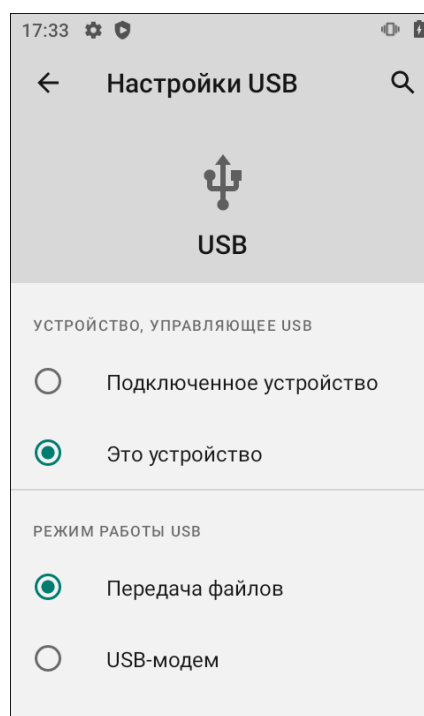 17:33
Настройки USB
USB
УСТРОЙСТВО, УПРАВЛЯЮЩЕЕ USB
Подключенное устройство
Это устройство
РЕЖИМ РАБОТЫ USB
Передача файлов
USB-модем